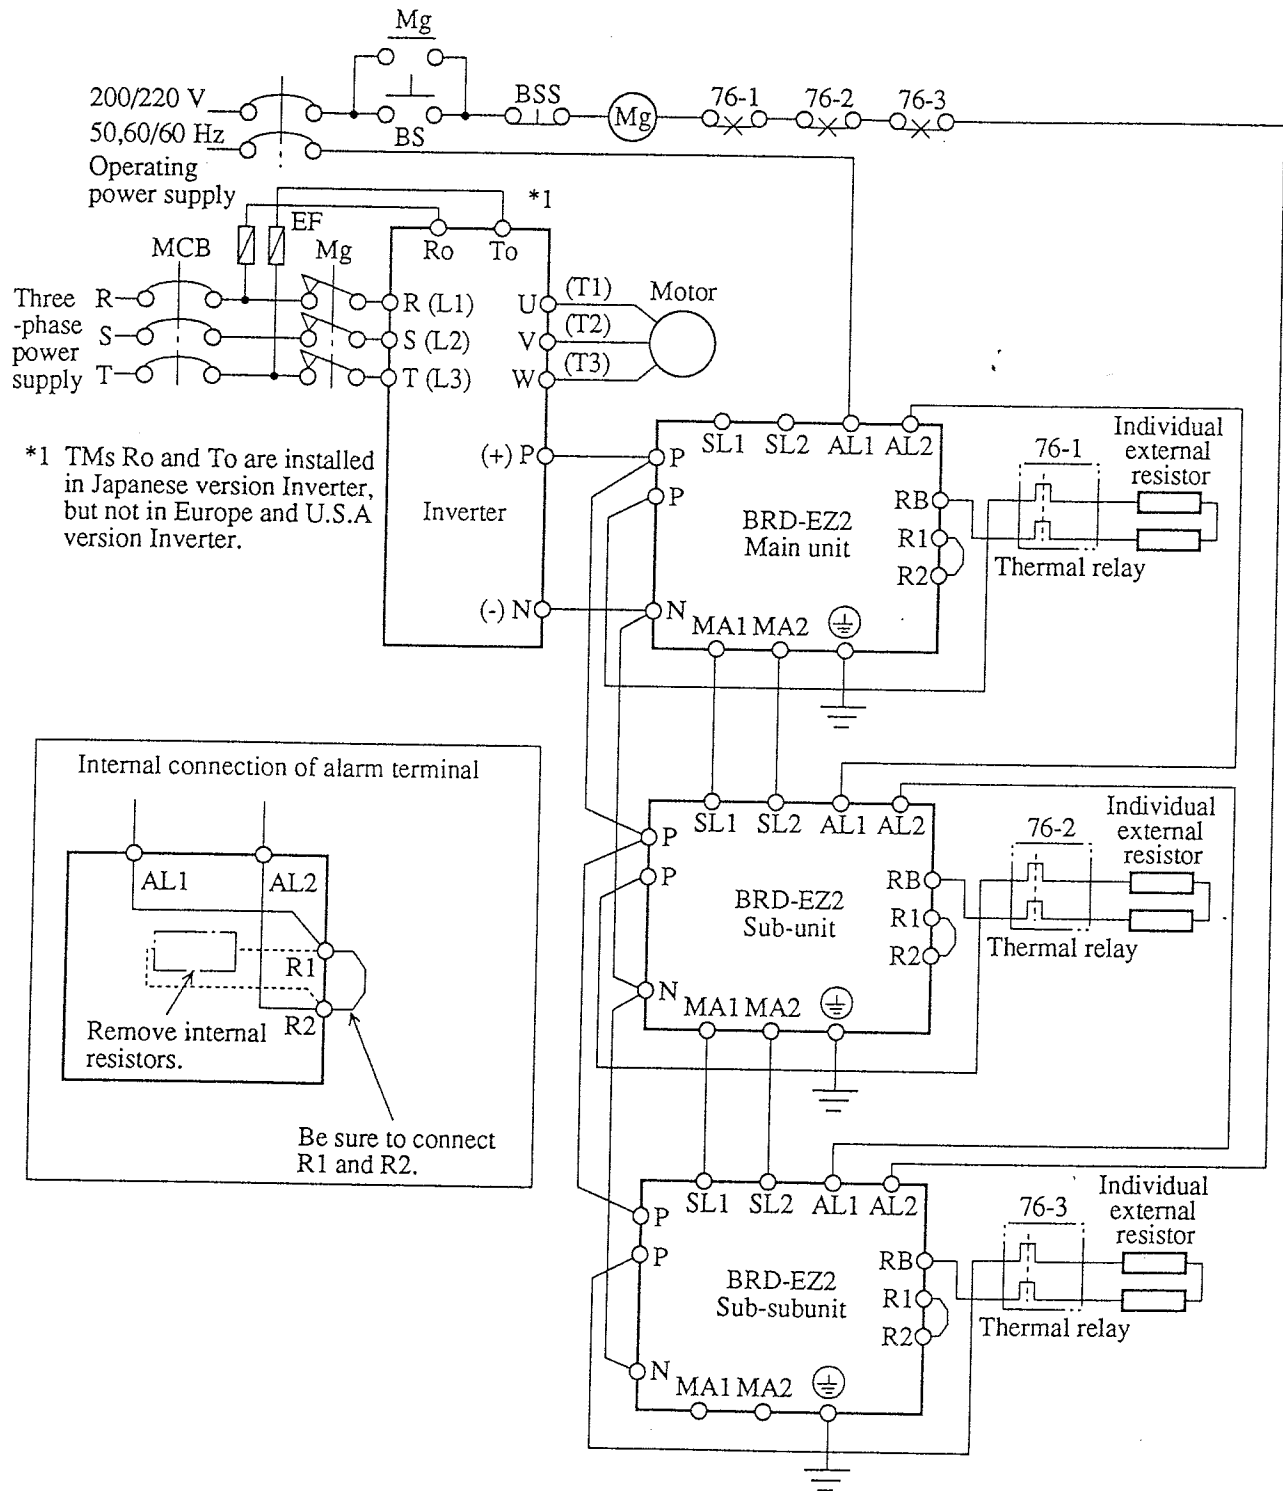 Mg
200/220 V
BS
BSS
Mg
76-1
76-2
76-3
50,60/60 Hz
Operating
power supply
*1
EF
MCB
Mg
Ro
To
Three
-phase
power
supply
R
S
T
R (L1)
S (L2)
T (L3)
U
V
W
(T1)
(T2)
(T3)
Motor
(+) P
Inverter
(-) N
*1 TMs Ro and To are installed
in Japanese version Inverter,
but not in Europe and U.S.A
version Inverter.
SL1
SL2
AL1
AL2
P
P
BRD-EZ2
Main unit
RB
R1
R2
N
MA1
MA2
76-1
Individual
external
resistor
Thermal relay
Internal connection of alarm terminal
AL1
AL2
R1
R2
Remove internal
resistors.
Be sure to connect
R1 and R2.
SL1
SL2
AL1
AL2
P
P
BRD-EZ2
Sub-unit
RB
R1
R2
N
MA1
MA2
76-2
Individual
external
resistor
Thermal relay
SL1
SL2
AL1
AL2
P
P
BRD-EZ2
Sub-subunit
RB
R1
R2
N
MA1
MA2
76-3
Individual
external
resistor
Thermal relay